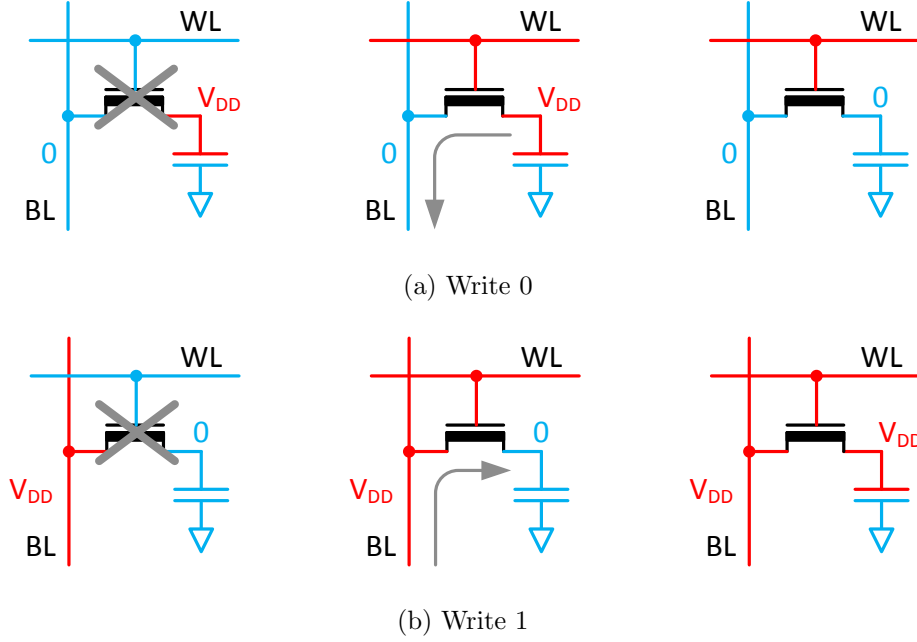 WL WL WL
V_DD V_DD 0
0 0 0
BL BL BL
(a) Write 0
WL WL WL
0 0 V_DD
V_DD V_DD V_DD
BL BL BL
(b) Write 1